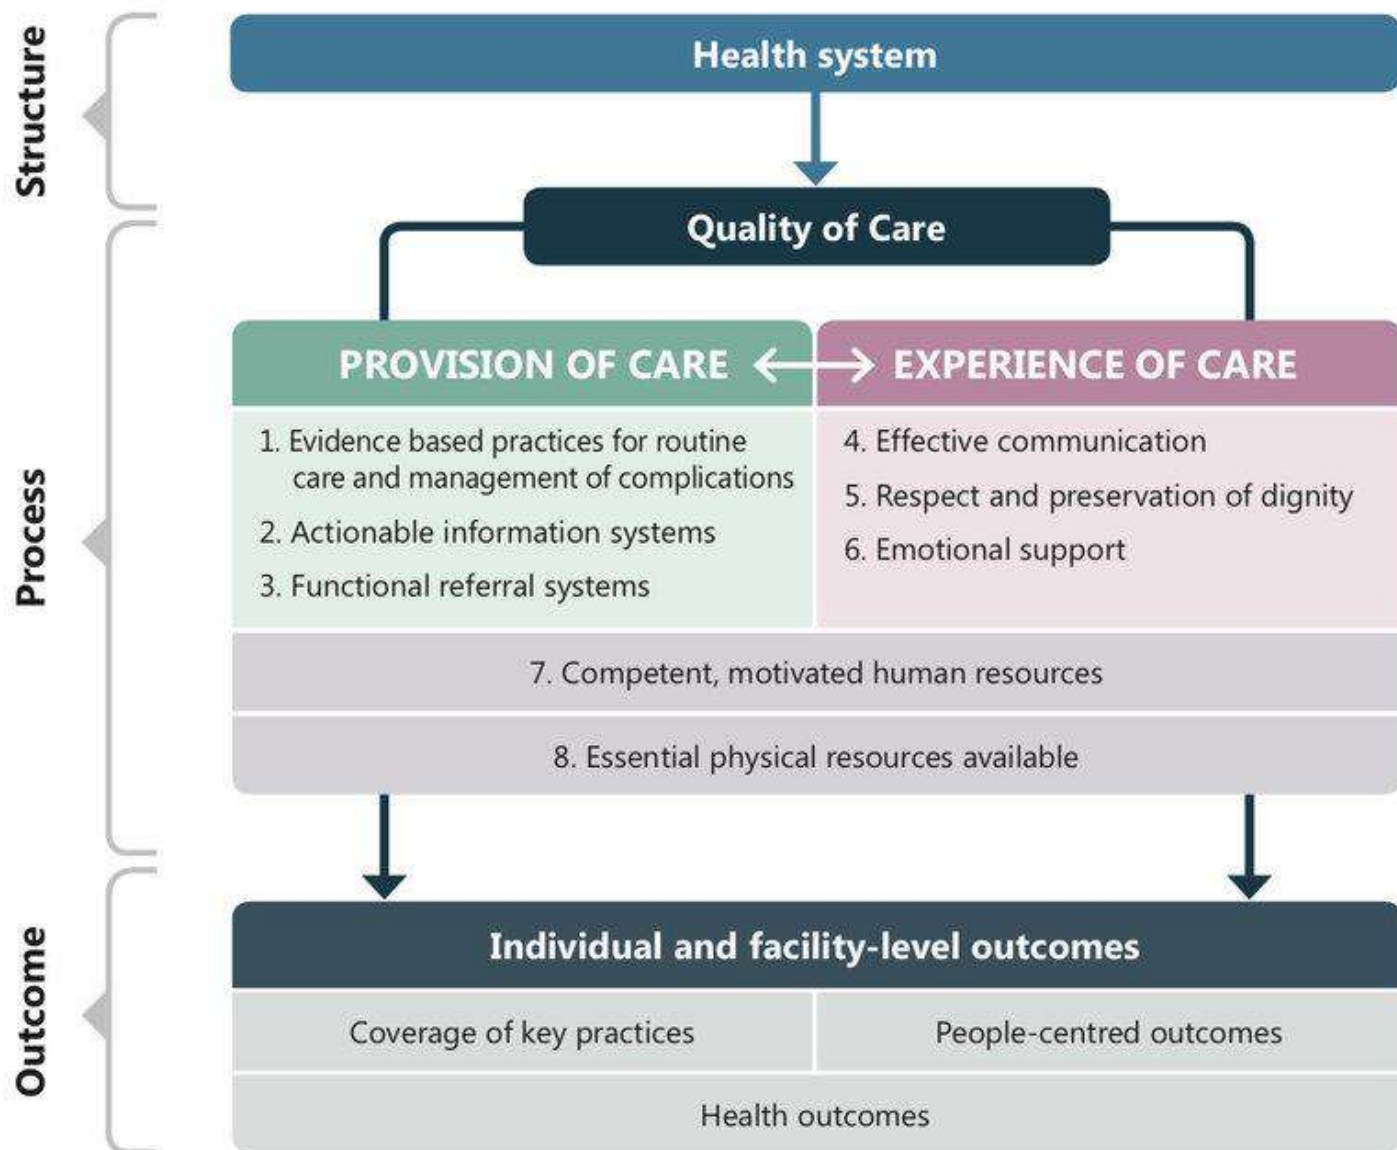 Structure
Health system
Process
Quality of Care
PROVISION OF CARE
EXPERIENCE OF CARE
1. Evidence based practices for routine
care and management of complications
2. Actionable information systems
3. Functional referral systems
4. Effective communication
5. Respect and preservation of dignity
6. Emotional support
7. Competent, motivated human resources
8. Essential physical resources available
Outcome
Individual and facility-level outcomes
Coverage of key practices
People-centred outcomes
Health outcomes